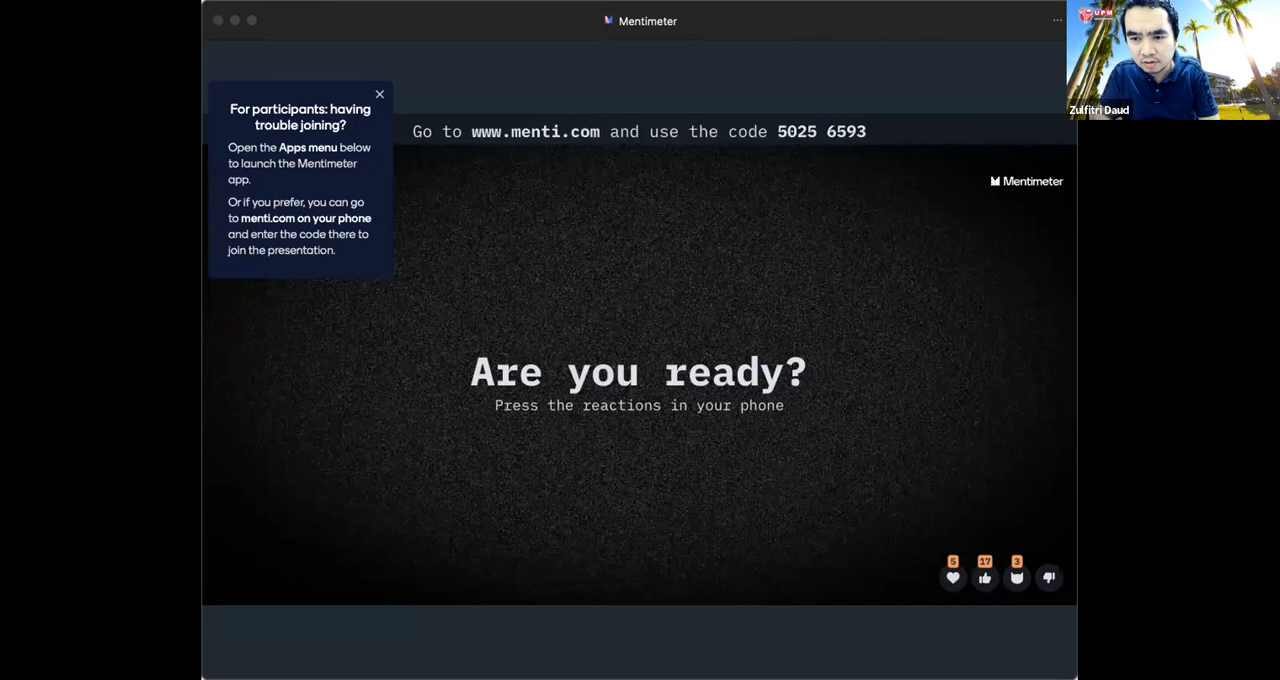 Mentimeter
UPM
Zulfitri Daud
For participants: having
trouble joining?
Open the Apps menu below
to launch the Mentimeter
app.
Or if you prefer, you can go
to menti.com on your phone
and enter the code there to
join the presentation.
Go to www.menti.com and use the code 5025 6593
Mentimeter
Are you ready?
Press the reactions in your phone
5 17 3